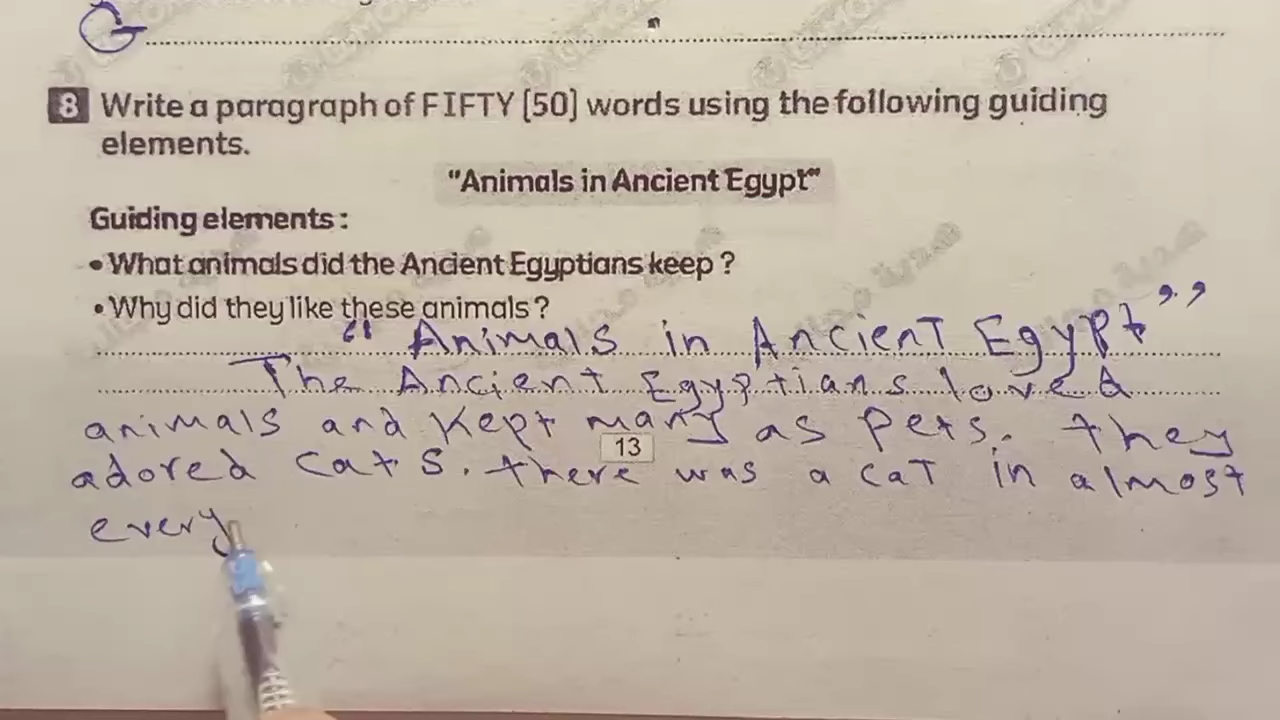 8 Write a paragraph of FIFTY [50] words using the following guiding
elements.
"Animals in Ancient Egypt"
Guiding elements :
• What animals did the Ancient Egyptians keep ?
• Why did they like these animals ?
“ Animals in Ancient Egypt ”
The Ancient Egyptians loved
animals and kept many as pets. they
13
adored cats. there was a cat in almost
every